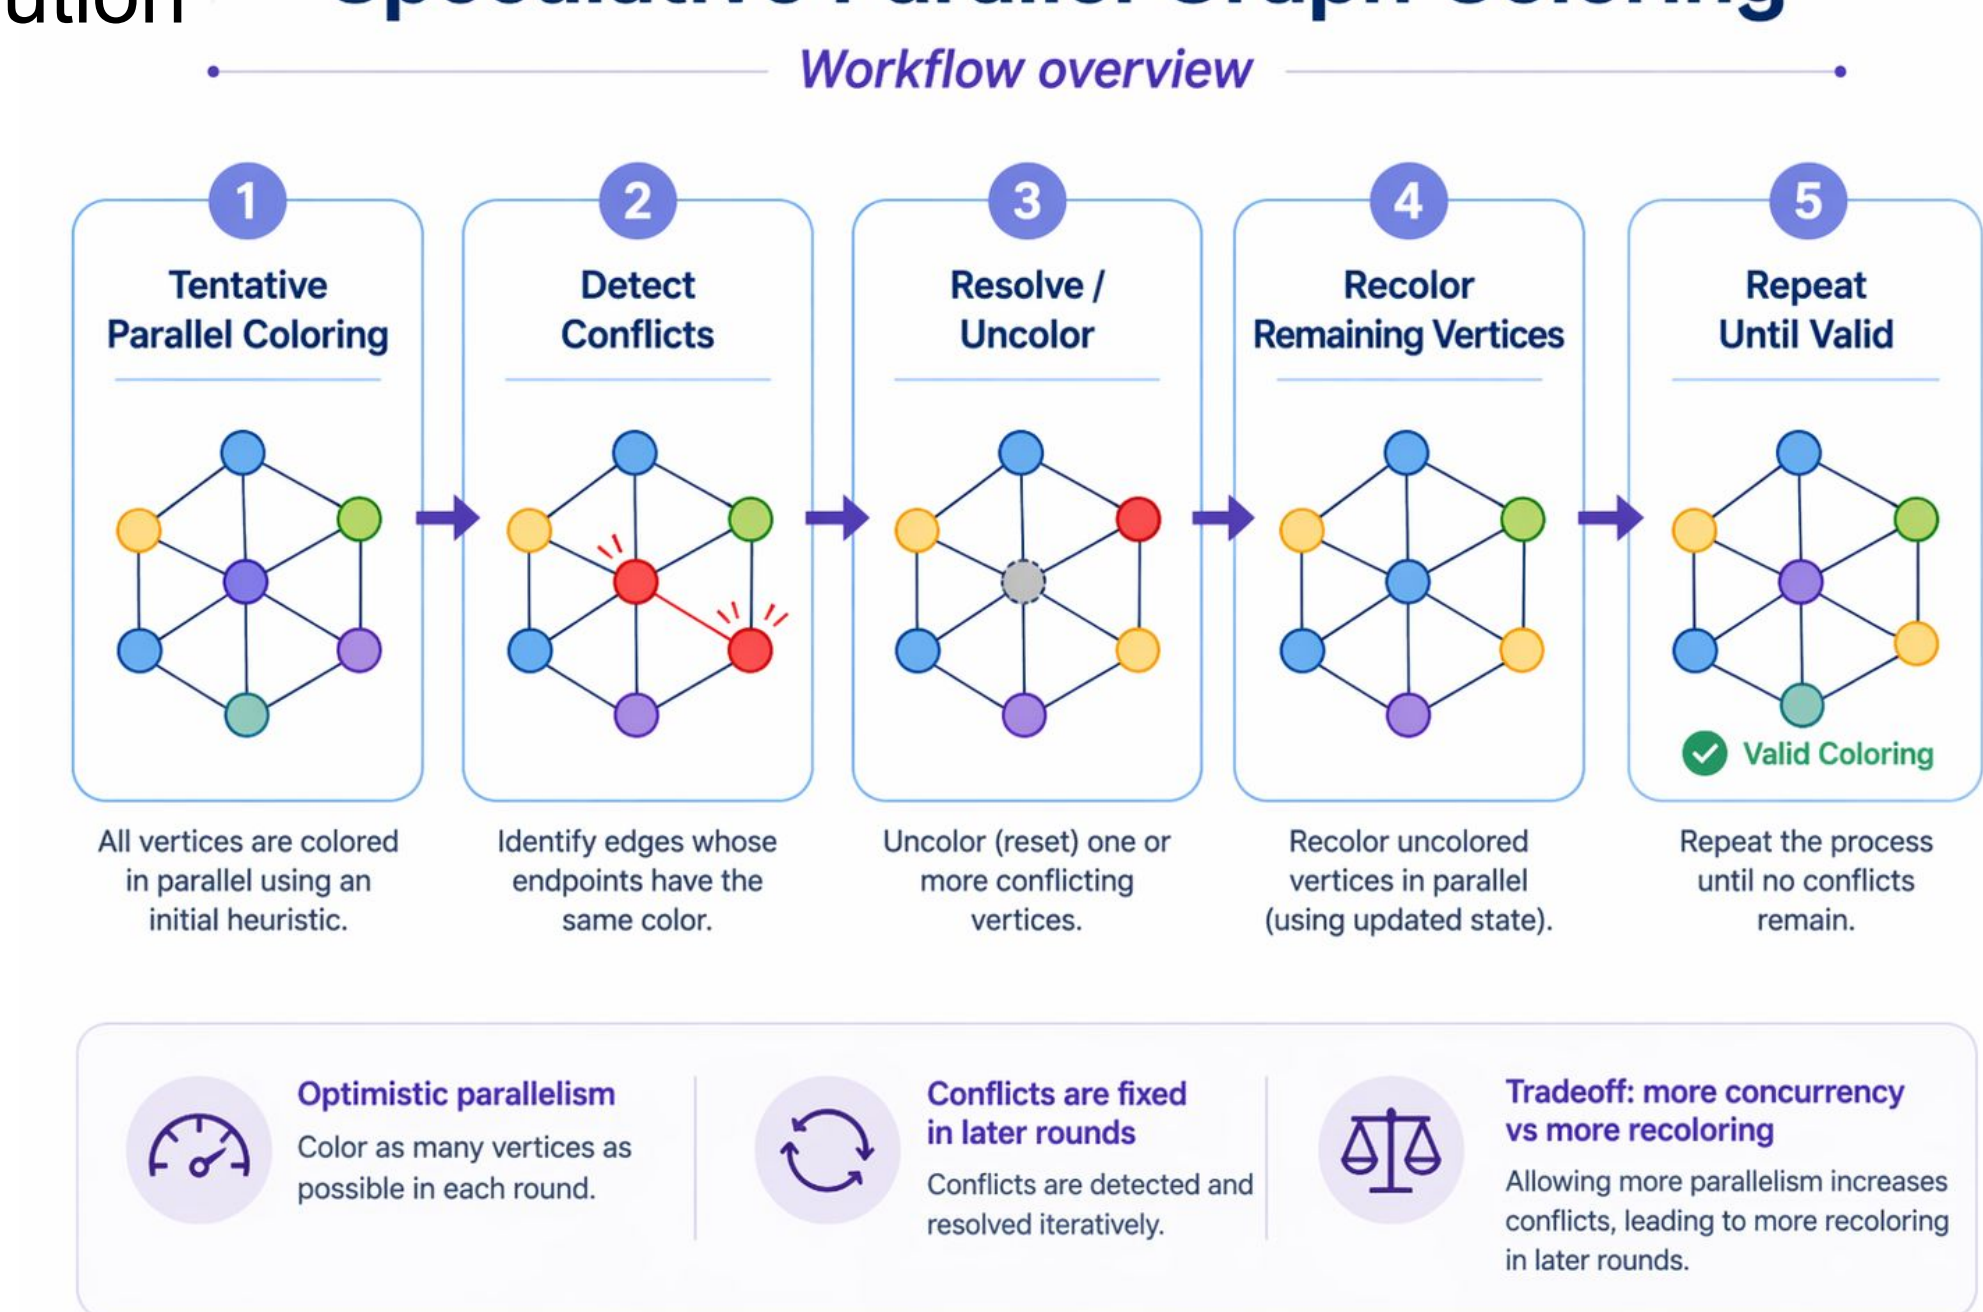 Speculative Parallel Graph Coloring
Workflow overview
1
Tentative
Parallel Coloring
All vertices are colored
in parallel using an
initial heuristic.
2
Detect
Conflicts
Identify edges whose
endpoints have the
same color.
3
Resolve /
Uncolor
Uncolor (reset) one or
more conflicting
vertices.
4
Recolor
Remaining Vertices
Recolor uncolored
vertices in parallel
(using updated state).
5
Repeat
Until Valid
Valid Coloring
Repeat the process
until no conflicts
remain.
Optimistic parallelism
Color as many vertices as
possible in each round.
Conflicts are fixed
in later rounds
Conflicts are detected and
resolved iteratively.
Tradeoff: more concurrency
vs more recoloring
Allowing more parallelism increases
conflicts, leading to more recoloring
in later rounds.